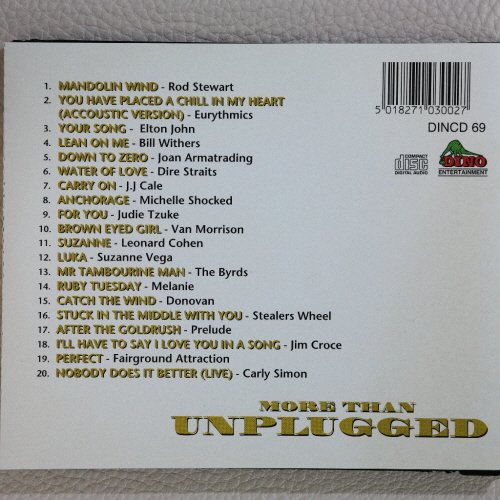 1. MANDOLIN WIND - Rod Stewart
2. YOU HAVE PLACED A CHILL IN MY HEART
(ACCOUSTIC VERSION) - Eurythmics
3. YOUR SONG - Elton John
4. LEAN ON ME - Bill Withers
5. DOWN TO ZERO - Joan Armatrading
6. WATER OF LOVE - Dire Straits
7. CARRY ON - J.J Cale
8. ANCHORAGE - Michelle Shocked
9. FOR YOU - Judie Tzuke
10. BROWN EYED GIRL - Van Morrison
11. SUZANNE - Leonard Cohen
12. LUKA - Suzanne Vega
13. MR TAMBOURINE MAN - The Byrds
14. RUBY TUESDAY - Melanie
15. CATCH THE WIND - Donovan
16. STUCK IN THE MIDDLE WITH YOU - Stealers Wheel
17. AFTER THE GOLDRUSH - Prelude
18. I'LL HAVE TO SAY I LOVE YOU IN A SONG - Jim Croce
19. PERFECT - Fairground Attraction
20. NOBODY DOES IT BETTER (LIVE) - Carly Simon
5 018271 030027
DINCD 69
COMPACT
disc
DIGITAL AUDIO
DINO
ENTERTAINMENT
MORE THAN
UNPLUGGED